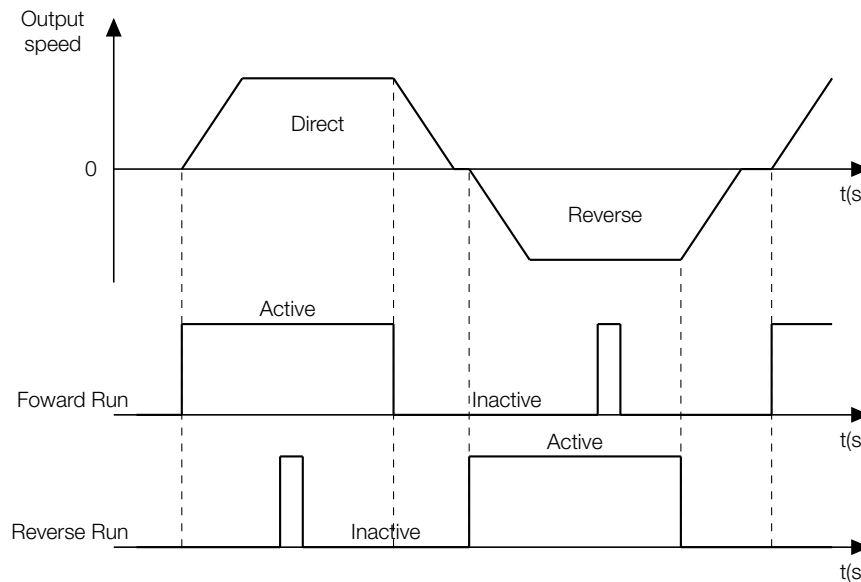 Output
speed
Direct
0
t(s
Reverse
Active
Foward Run
Inactive
t(s
Active
Reverse Run
Inactive
t(s